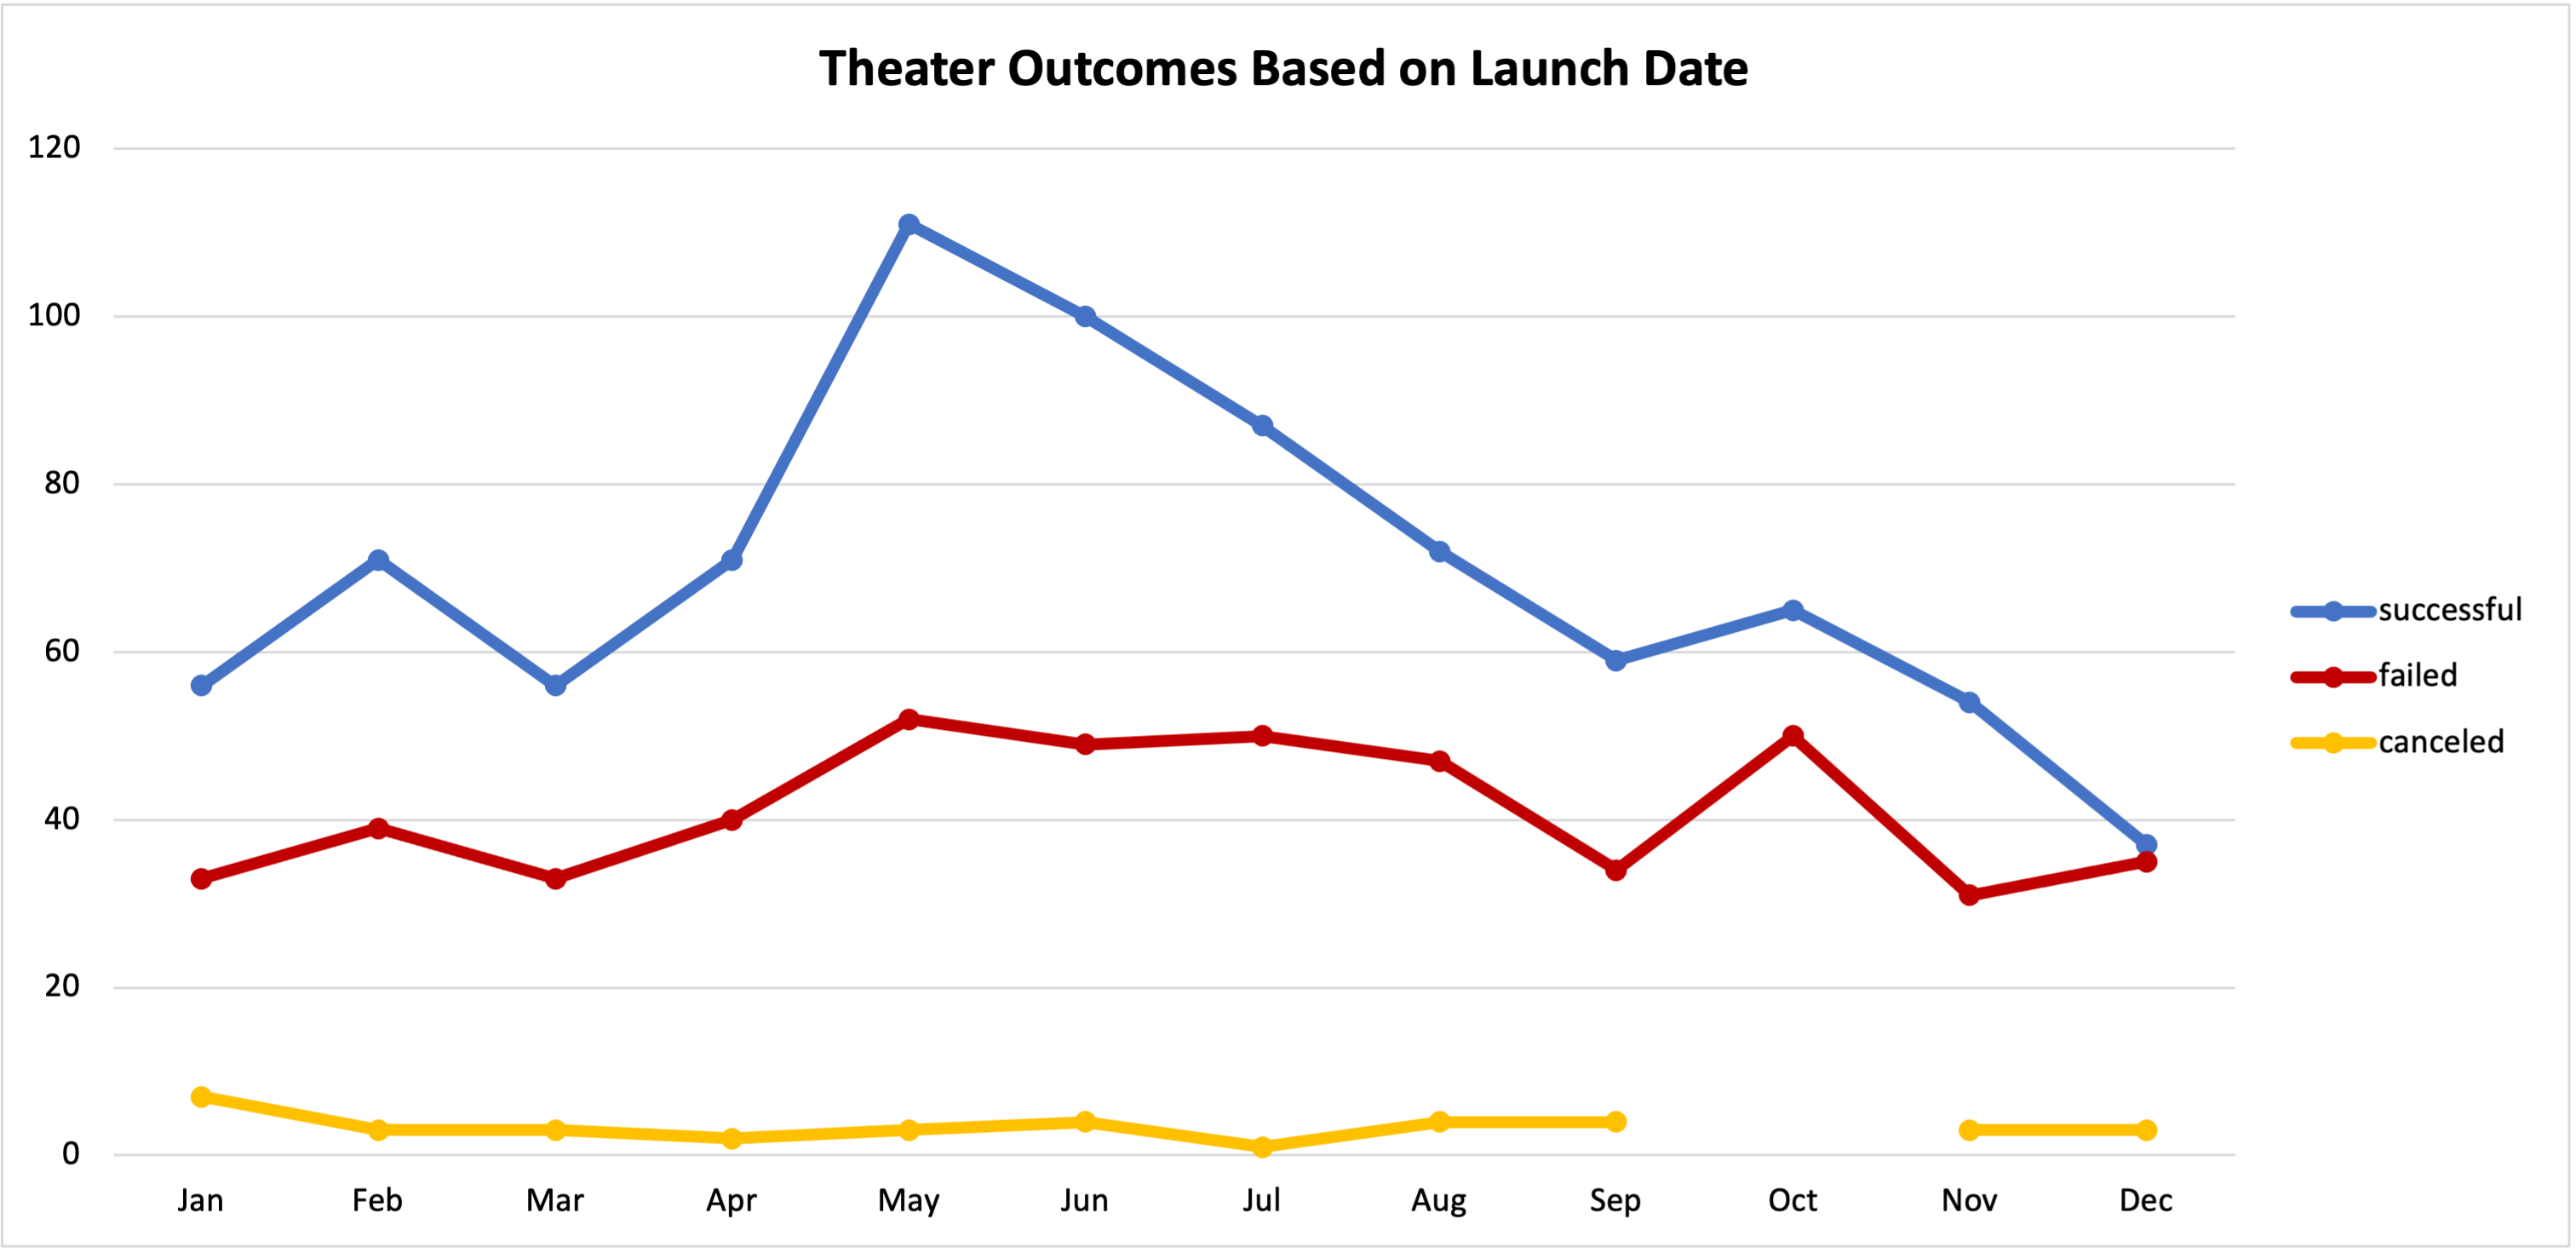 Theater Outcomes Based on Launch Date
120
100
80
60
40
20
0
Jan Feb Mar Apr May Jun Jul Aug Sep Oct Nov Dec
successful
failed
canceled